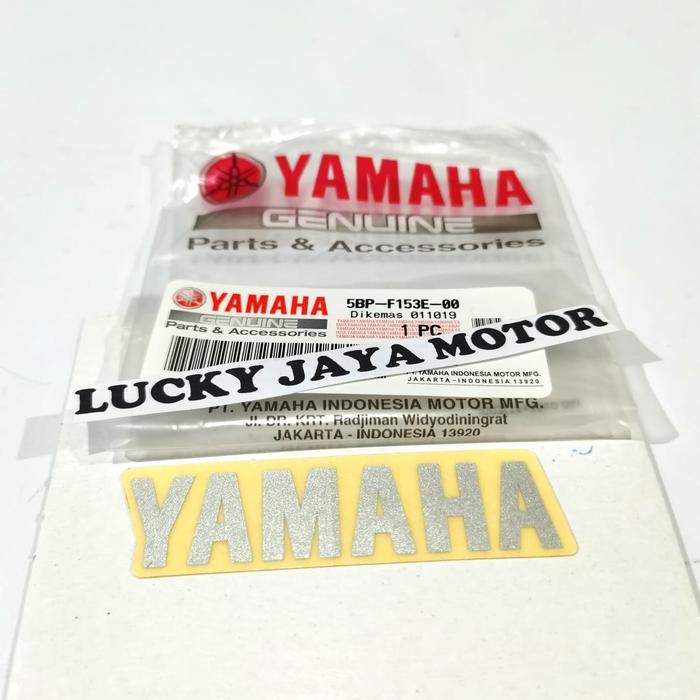 YAMAHA
GENUINE
Parts & Accessories
YAMAHA
GENUINE
Parts & Accessories
5BP-F153E-00
Dikemas 011019
1 PC
PT. YAMAHA INDONESIA MOTOR MFG.
JAKARTA-INDONESIA 13920
LUCKY JAYA MOTOR
PT. YAMAHA INDONESIA MOTOR MFG.
Jl. DR. KRT. Radjiman Widyodiningrat
JAKARTA - INDONESIA 13920
YAMAHA